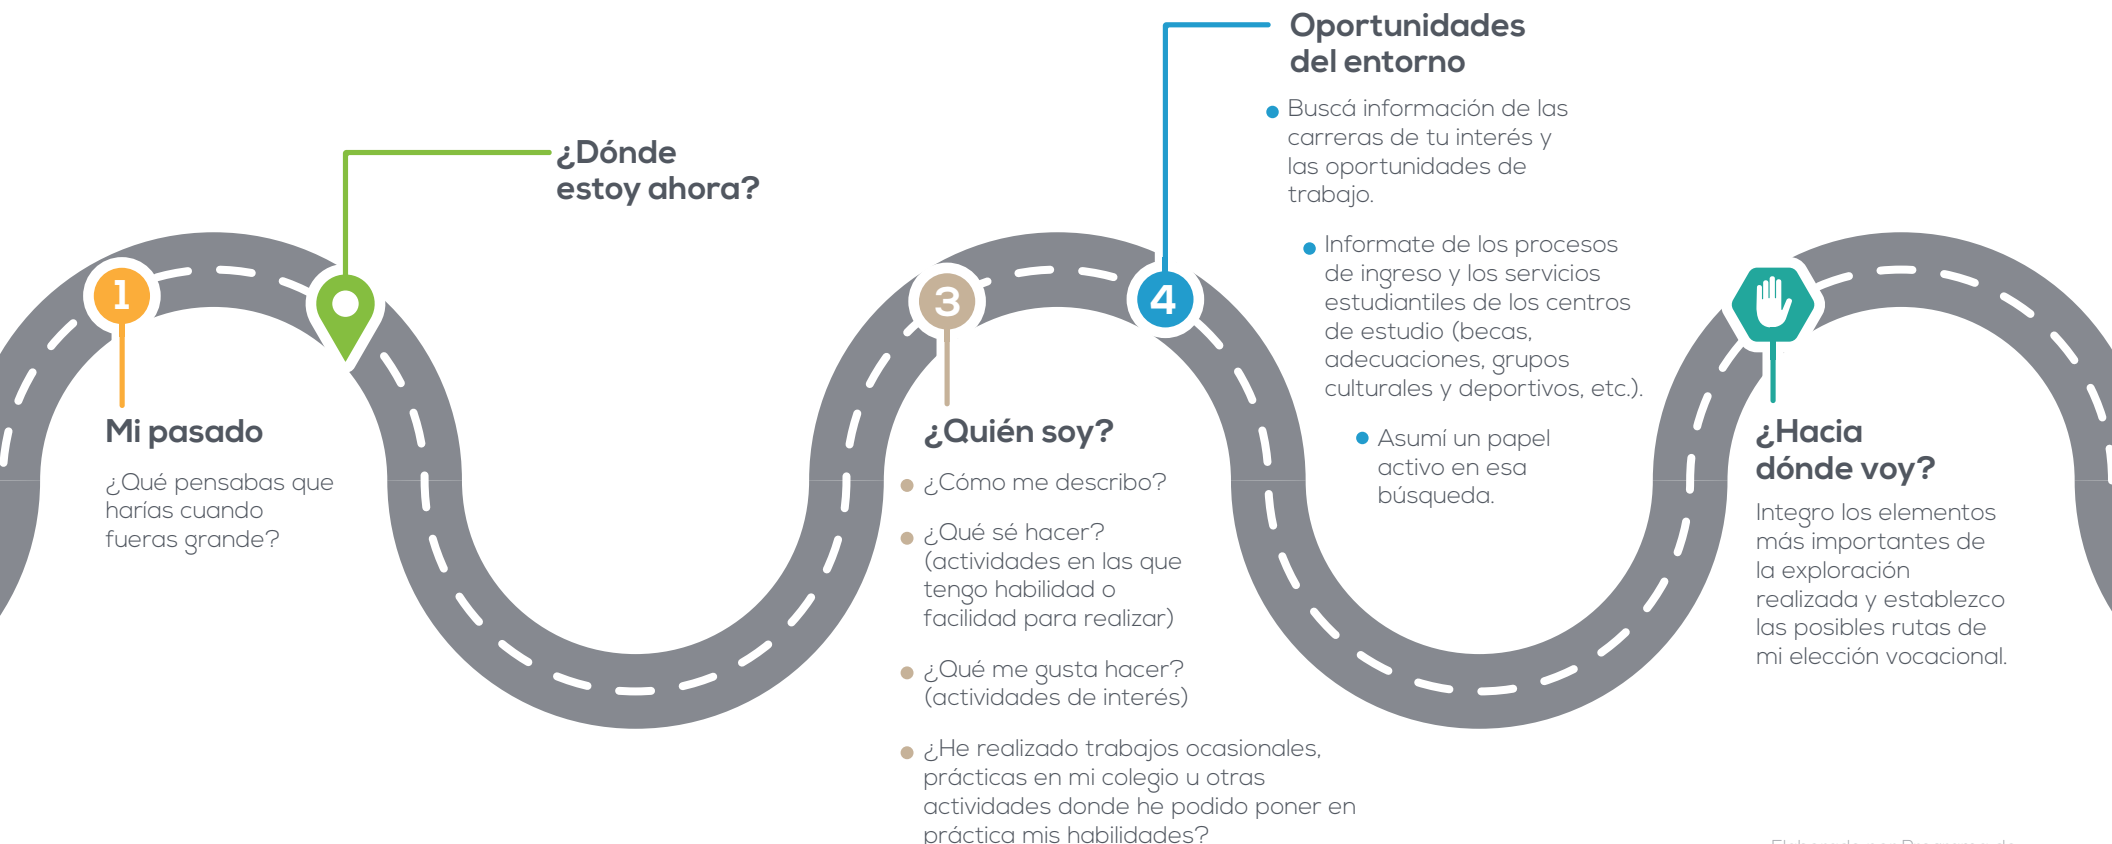 1
Mi pasado
¿Qué pensabas que
harías cuando
fueras grande?
¿Dónde
estoy ahora?
3
¿Quién soy?
¿Cómo me describo?
¿Qué sé hacer?
(actividades en las que
tengo habilidad o
facilidad para realizar)
¿Qué me gusta hacer?
(actividades de interés)
¿He realizado trabajos ocasionales,
prácticas en mi colegio u otras
actividades donde he podido poner en
práctica mis habilidades?
4
Oportunidades
del entorno
Buscá información de las
carreras de tu interés y
las oportunidades de
trabajo.
Informate de los procesos
de ingreso y los servicios
estudiantiles de los centros
de estudio (becas,
adecuaciones, grupos
culturales y deportivos, etc.).
Asumí un papel
activo en esa
búsqueda.
¿Hacia
dónde voy?
Integro los elementos
más importantes de
la exploración
realizada y establezco
las posibles rutas de
mi elección vocacional.